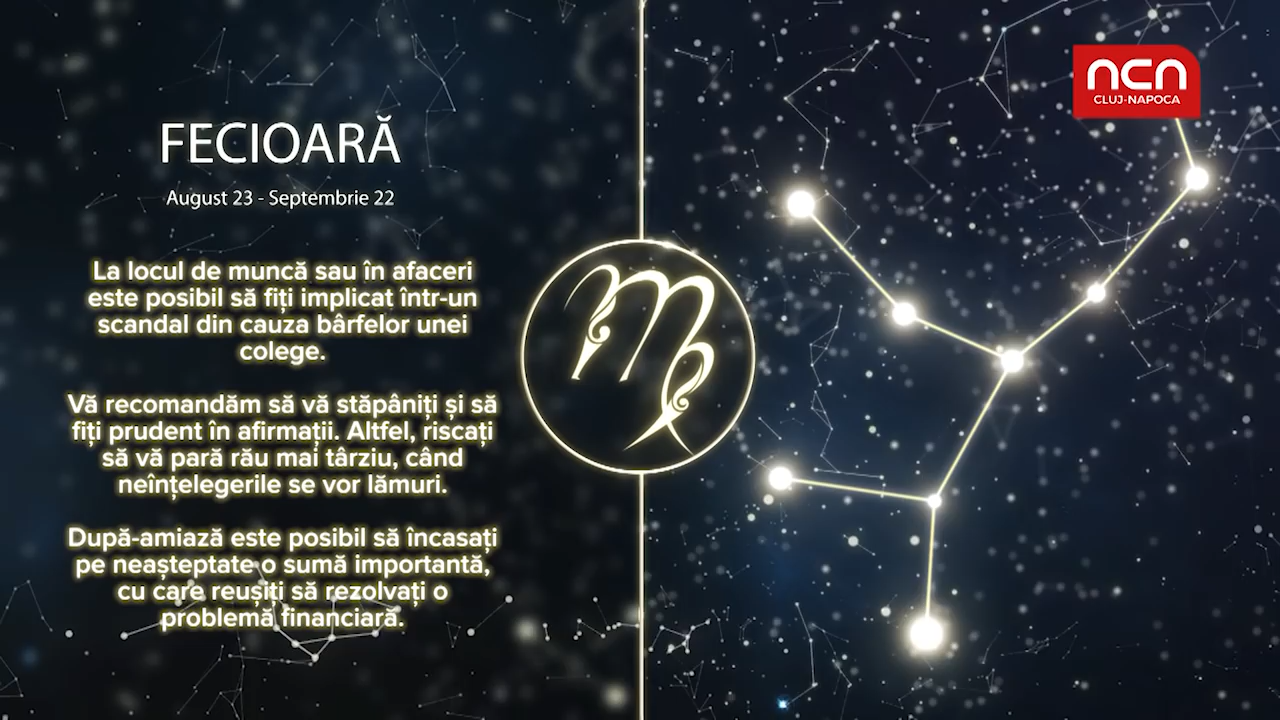 FECIOARĂ
August 23 - Septembrie 22
La locul de muncă sau în afaceri
este posibil să fiți implicat într-un
scandal din cauza bârfelor unei
colege.
Vă recomandăm să vă stăpâniți și să
fiți prudent în afirmații. Altfel, riscați
să vă pară rău mai târziu, când
neînțelegerile se vor lămuri.
După-amiază este posibil să încasați
pe neașteptate o sumă importantă,
cu care reușiți să rezolvați o
problemă financiară.
ncn
CLUJ-NAPOCA